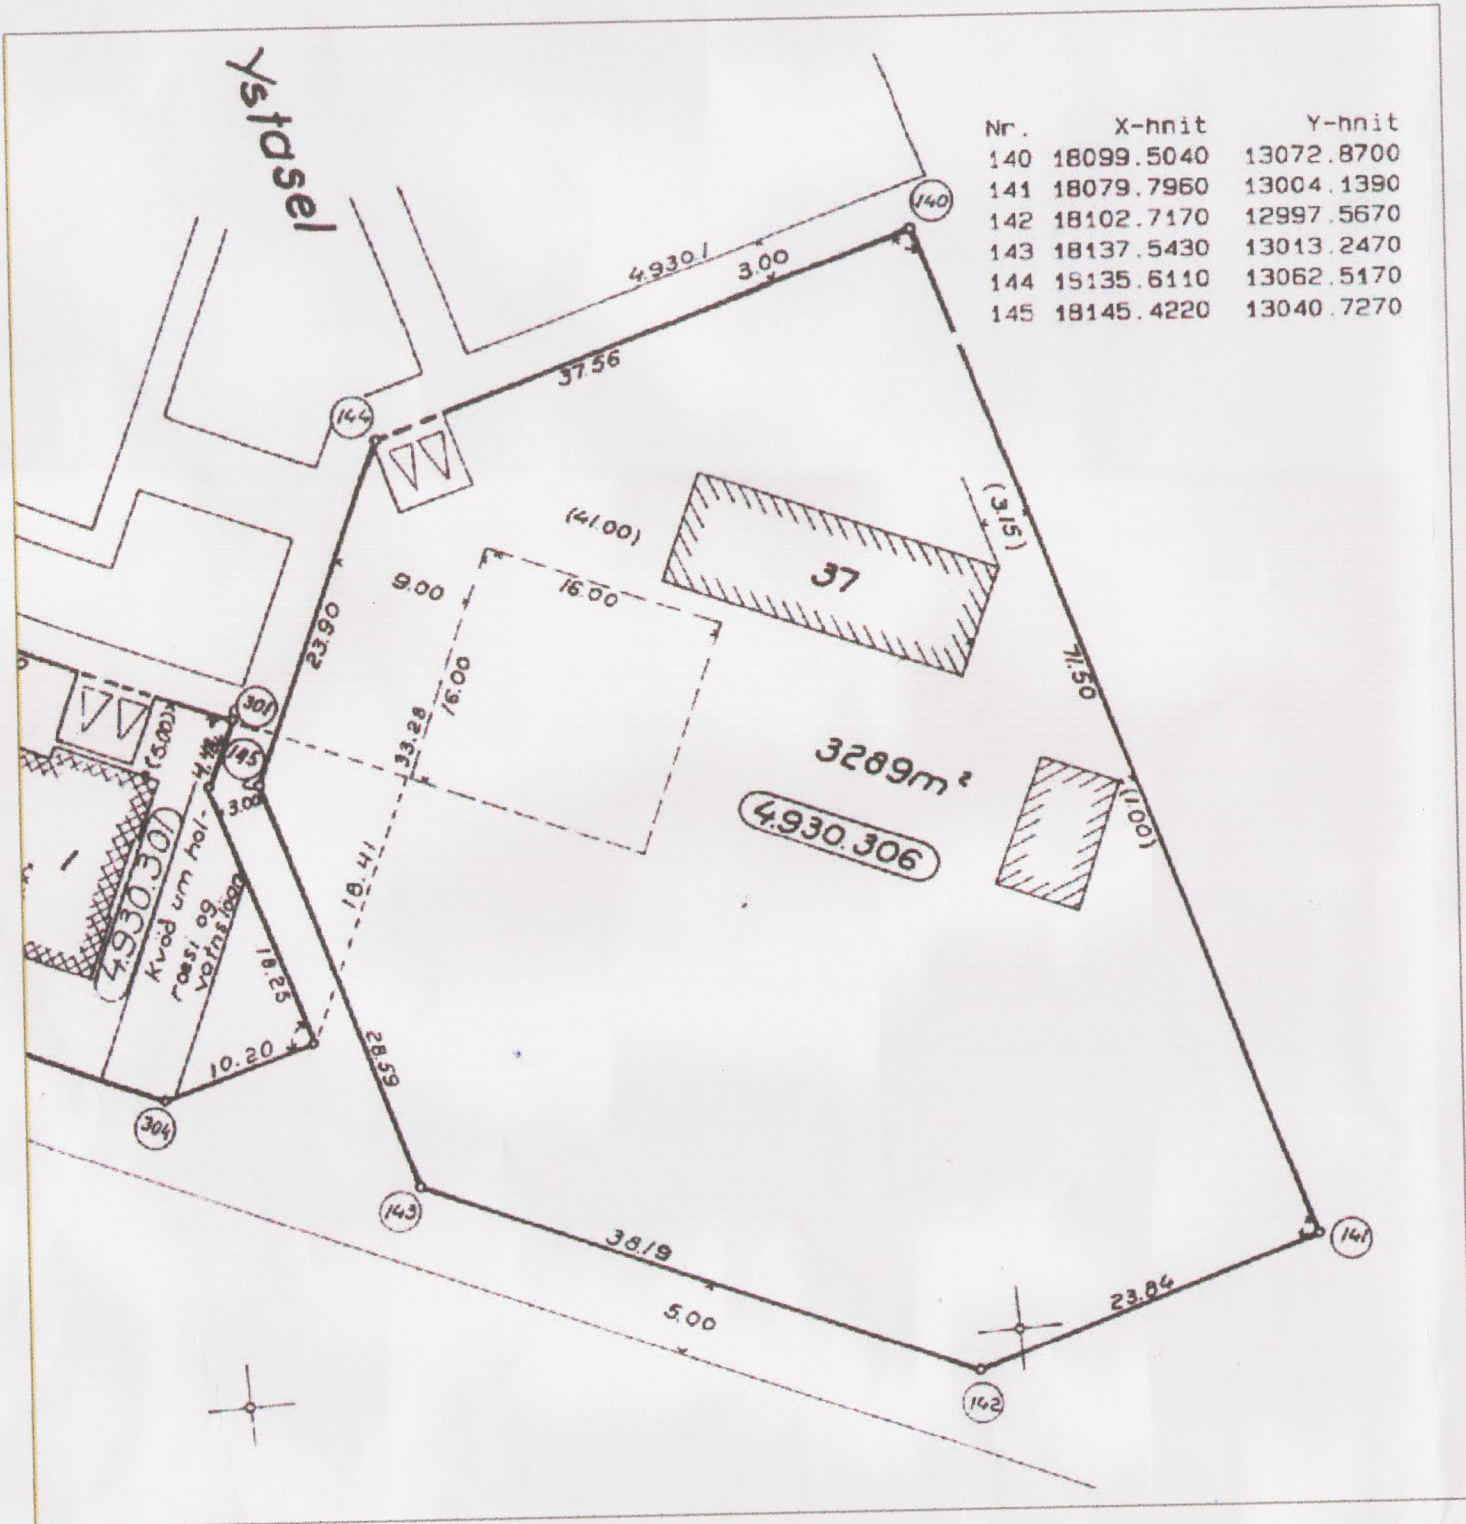 Ystasel
Nr. X-hnit Y-hnit
140 18099.5040 13072.8700
141 18079.7960 13004.1390
142 18102.7170 12997.5670
143 18137.5430 13013.2470
144 18135.6110 13062.5170
145 18145.4220 13040.7270
140
4.930.1
3.00
37.56
144
(3.15)
(41.00)
37
9.00
16.00
23.90
71.50
16.00
33.28
301
145
(5.00)
3.00
3289m²
4.930.306
(1.00)
4.930.301
kvöð um hol-
ræsi og
vatnslögn
18.41
18.25
10.20
28.59
304
143
38.19
5.00
141
23.84
142